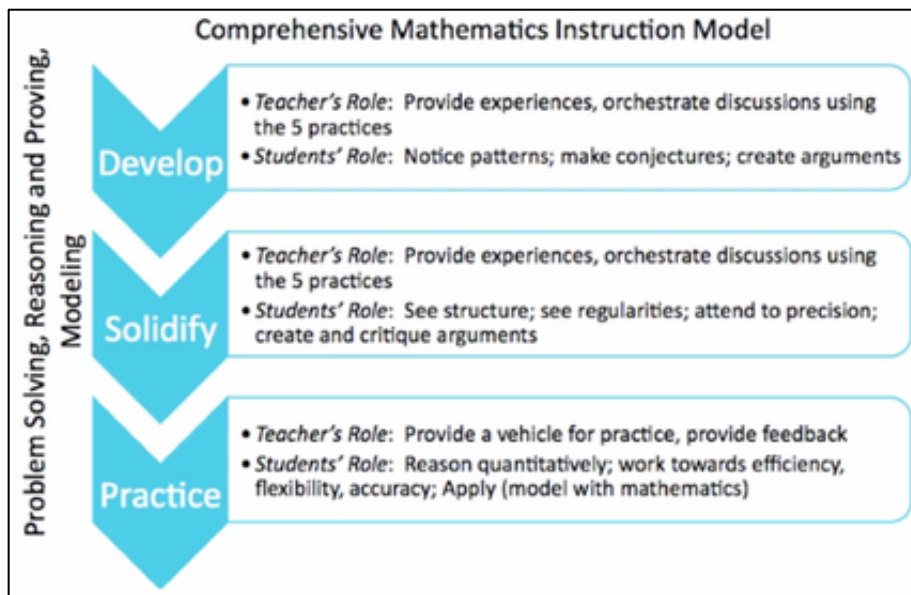 Comprehensive Mathematics Instruction Model
Problem Solving, Reasoning and Proving,
Modeling
Develop
• Teacher's Role: Provide experiences, orchestrate discussions using
the 5 practices
• Students' Role: Notice patterns; make conjectures; create arguments
Solidify
• Teacher's Role: Provide experiences, orchestrate discussions using
the 5 practices
• Students' Role: See structure; see regularities; attend to precision;
create and critique arguments
Practice
• Teacher's Role: Provide a vehicle for practice, provide feedback
• Students' Role: Reason quantitatively; work towards efficiency,
flexibility, accuracy; Apply (model with mathematics)